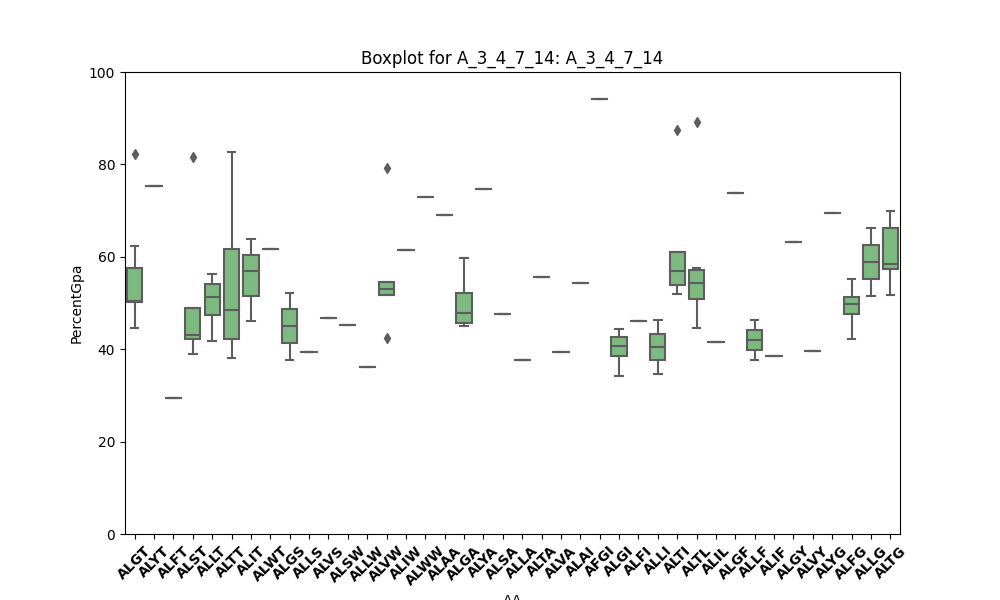 Boxplot for A_3_4_7_14: A_3_4_7_14
PercentGpa
100
80
60
40
20
0
ALGT
ALYT
ALFT
ALST
ALLT
ALTT
ALIT
ALWT
ALGS
ALLS
ALVS
ALSW
ALLW
ALVW
ALIW
ALWW
ALAA
ALGA
ALYA
ALSA
ALLA
ALTA
ALVA
ALAI
AFGI
ALGI
ALFI
ALLI
ALTI
ALTL
ALIL
ALGF
ALLF
ALIF
ALGY
ALVY
ALYG
ALFG
ALLG
ALTG
AA